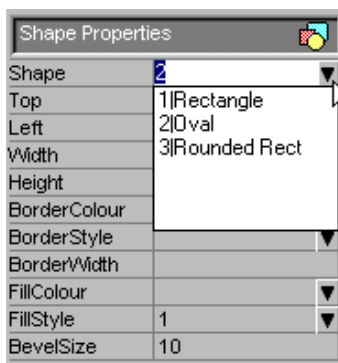 Shape Properties
Shape 2
Top 1|Rectangle
Left 2|Oval
Width 3|Rounded Rect
Height
BorderColour
BorderStyle
BorderWidth
FillColour
FillStyle 1
BevelSize 10